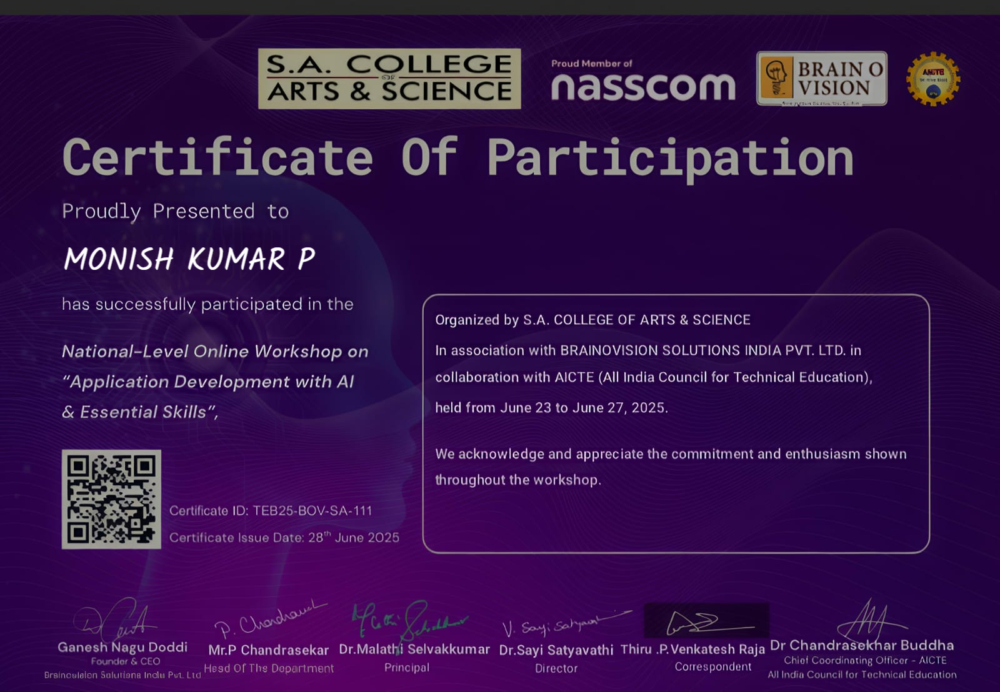 S.A. COLLEGE
OF
ARTS & SCIENCE
Proud Member of
nasscom
BRAIN O
VISION
AICTE
Certificate Of Participation
Proudly Presented to
MONISH KUMAR P
has successfully participated in the
National-Level Online Workshop on
“Application Development with AI
& Essential Skills”,
Organized by S.A. COLLEGE OF ARTS & SCIENCE
In association with BRAINOVISION SOLUTIONS INDIA PVT. LTD. in
collaboration with AICTE (All India Council for Technical Education),
held from June 23 to June 27, 2025.
We acknowledge and appreciate the commitment and enthusiasm shown
throughout the workshop.
Certificate ID: TEB25-BOV-SA-111
Certificate Issue Date: 28th June 2025
P. Chandrasek
V. Sayi Satyavati
Ganesh Nagu Doddi
Founder & CEO
Brainovision Solutions India Pvt. Ltd
Mr.P Chandrasekar
Head Of The Department
Dr.Malathi Selvakkumar
Principal
Dr.Sayi Satyavathi
Director
Thiru .P.Venkatesh Raja
Correspondent
Dr Chandrasekhar Buddha
Chief Coordinating Officer - AICTE
All India Council for Technical Education